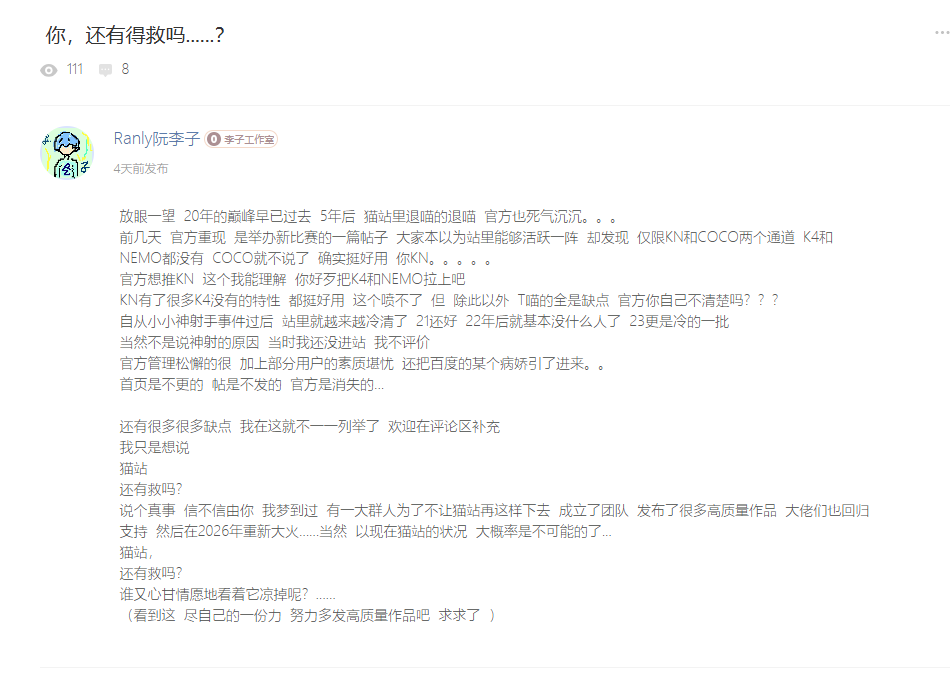 你，还有得救吗......?
111 8
Ranly阮李子 0 李子工作室
4天前发布
放眼一望 20年的巅峰早已过去 5年后 猫站里退喵的退喵 官方也死气沉沉。。。
前几天 官方重现 是举办新比赛的一篇帖子 大家本以为站里能够活跃一阵 却发现 仅限KN和COCO两个通道 K4和
NEMO都没有 COCO就不说了 确实挺好用 你KN。。。。。
官方想推KN 这个我能理解 你好歹把K4和NEMO拉上吧
KN有了很多K4没有的特性 都挺好用 这个喷不了 但 除此以外 T喵的全是缺点 官方你自己不清楚吗？？？
自从小小神射手事件过后 站里就越来越冷清了 21还好 22年后就基本没什么人了 23更是冷的一批
当然不是说神射的原因 当时我还没进站 我不评价
官方管理松懈的很 加上部分用户的素质堪忧 还把百度的某个病娇引了进来。。
首页是不更的 帖是不发的 官方是消失的...
还有很多很多缺点 我在这就不一一列举了 欢迎在评论区补充
我只是想说
猫站
还有救吗?
说个真事 信不信由你 我梦到过 有一大群人为了不让猫站再这样下去 成立了团队 发布了很多高质量作品 大佬们也回归
支持 然后在2026年重新大火......当然 以现在猫站的状况 大概率是不可能的了...
猫站，
还有救吗?
谁又心甘情愿地看着它凉掉呢？......
（看到这 尽自己的一份力 努力多发高质量作品吧 求求了 ）